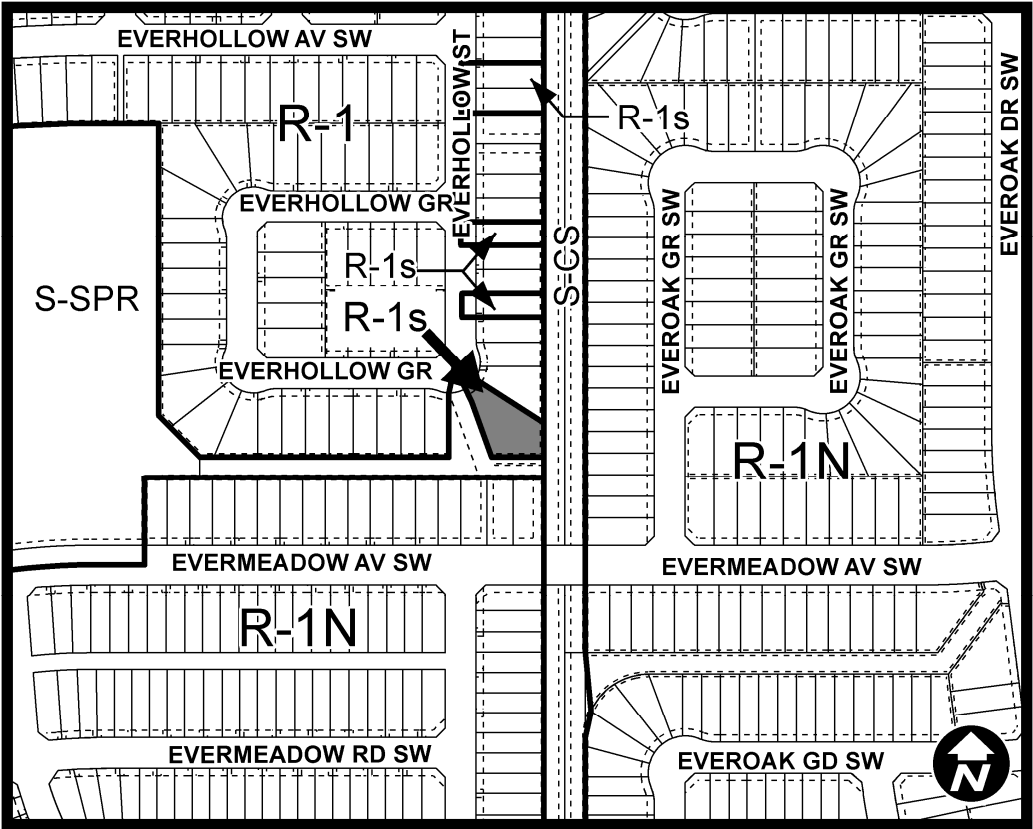 EVERHOLLOW AV SW
EVERHOLLOW ST
EVEROAK DR SW
R-1
R-1s
EVERHOLLOW GR
EVEROAK GR SW
EVEROAK GR SW
S-CS
R-1s
S-SPR
R-1s
EVERHOLLOW GR
R-1N
EVERMEADOW AV SW
EVERMEADOW AV SW
R-1N
EVERMEADOW RD SW
EVEROAK GD SW
N